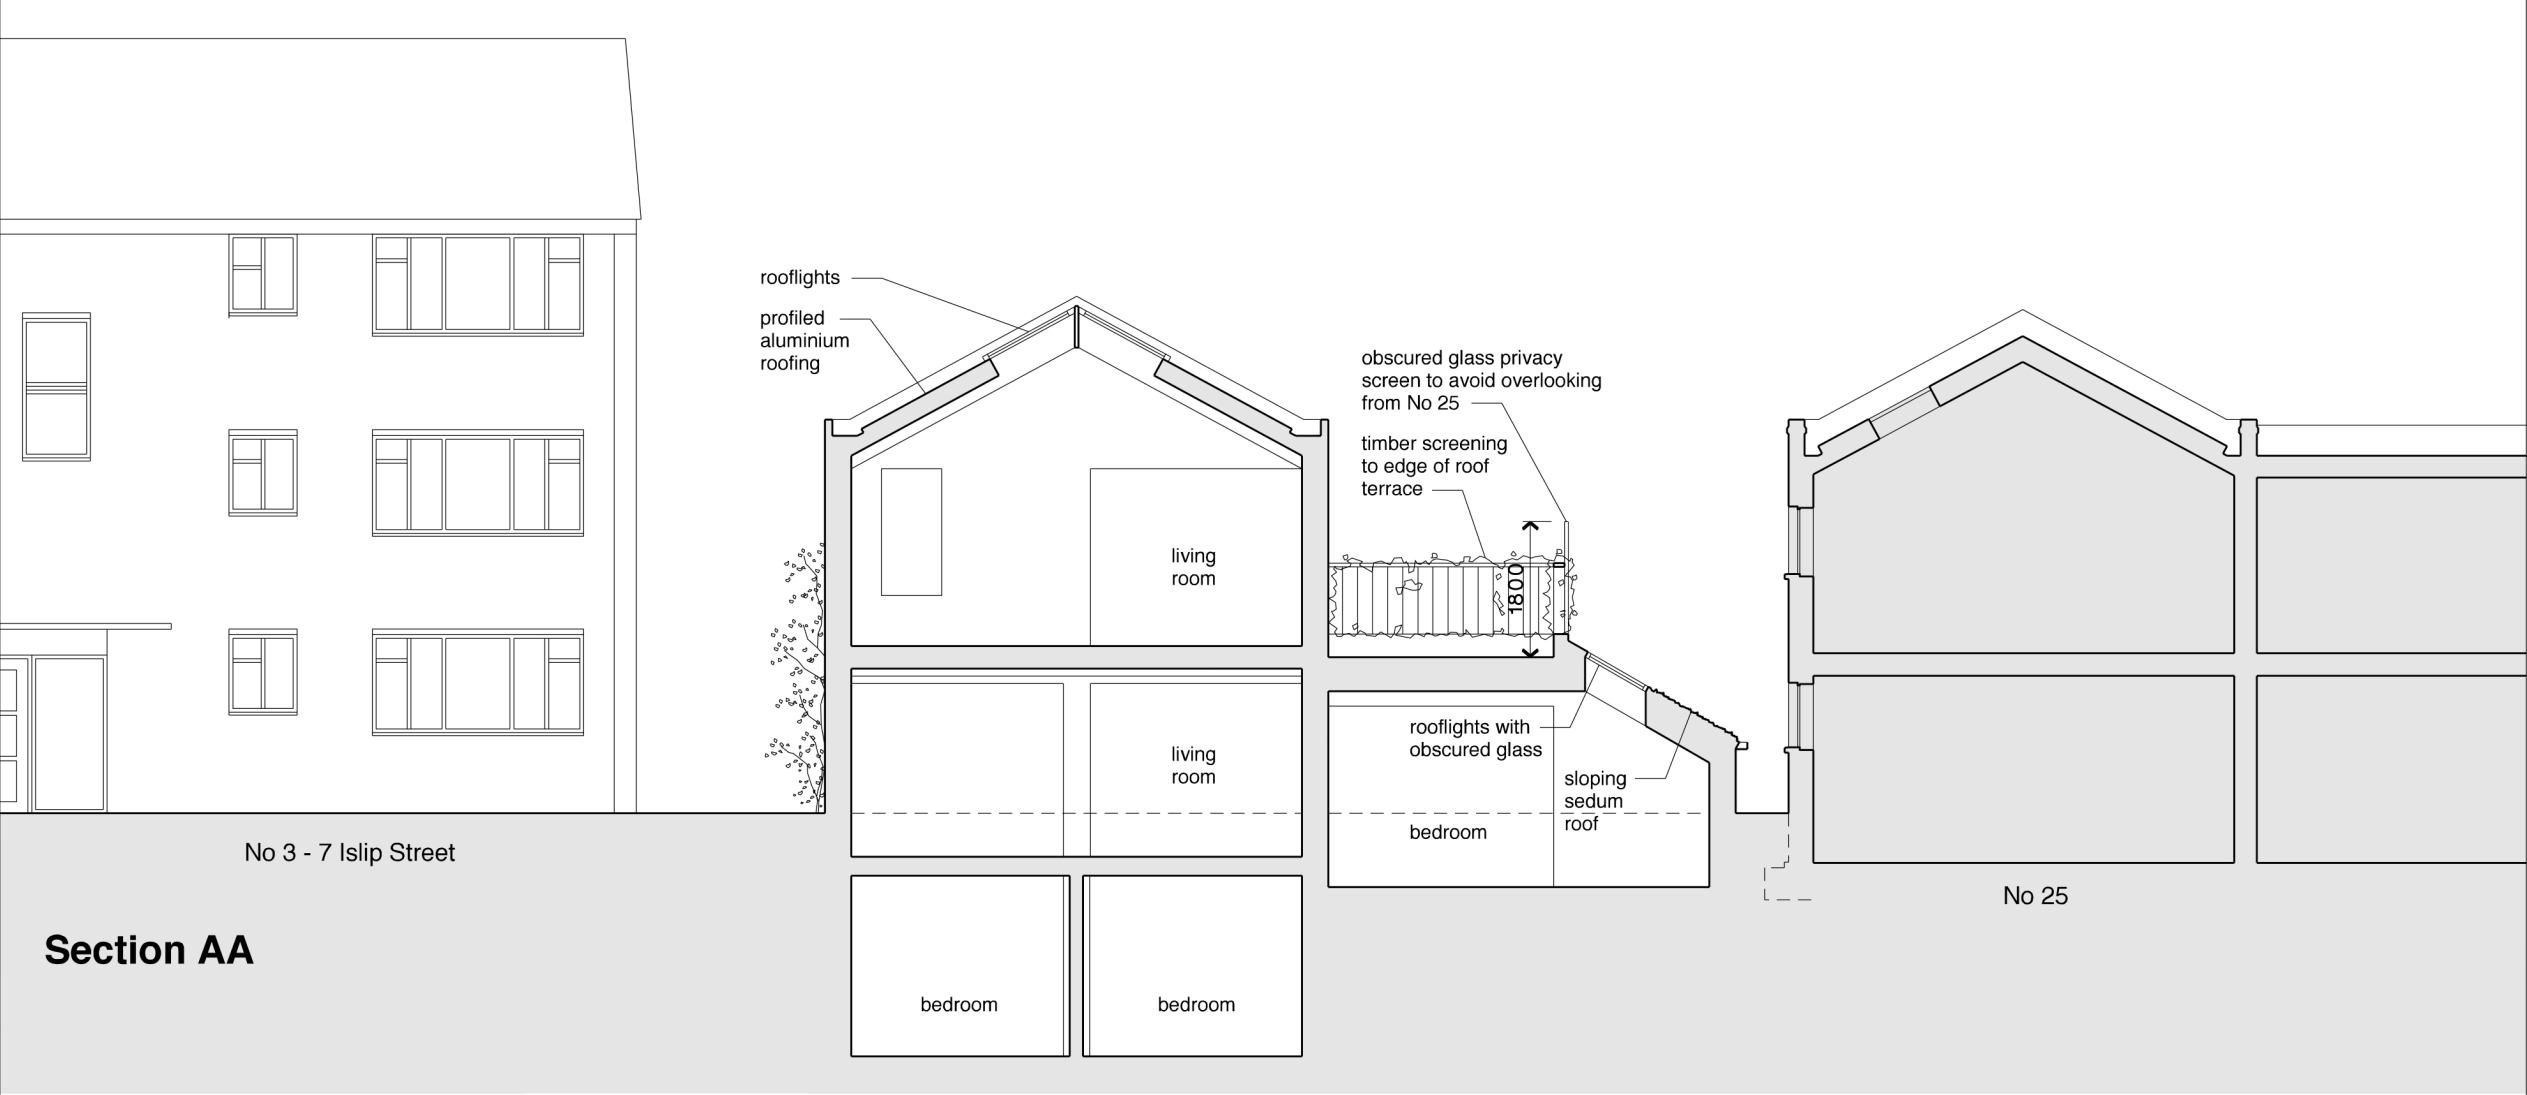 rooflights
profiled
aluminium
roofing
obscured glass privacy
screen to avoid overlooking
from No 25
timber screening
to edge of roof
terrace
living
room
1800
living
room
rooflights with
obscured glass
sloping
sedum
roof
bedroom
No 3 - 7 Islip Street
No 25
Section AA
bedroom
bedroom